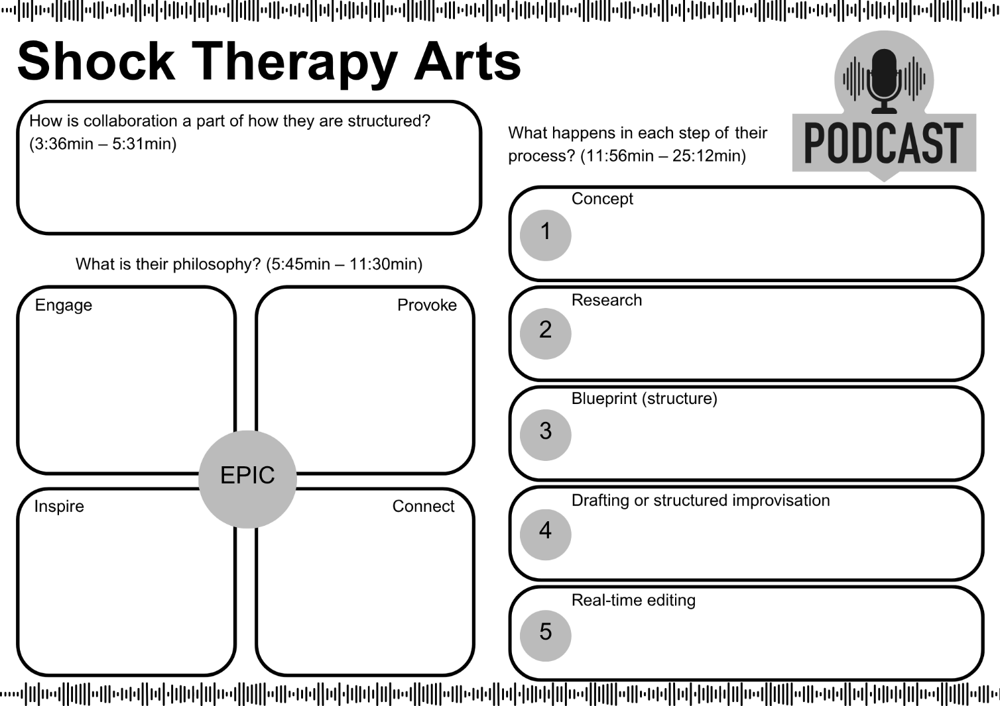 Shock Therapy Arts
How is collaboration a part of how they are structured?
(3:36min – 5:31min)
What is their philosophy? (5:45min – 11:30min)
Engage
Provoke
EPIC
Inspire
Connect
PODCAST
What happens in each step of their
process? (11:56min – 25:12min)
Concept
1
Research
2
Blueprint (structure)
3
Drafting or structured improvisation
4
Real-time editing
5